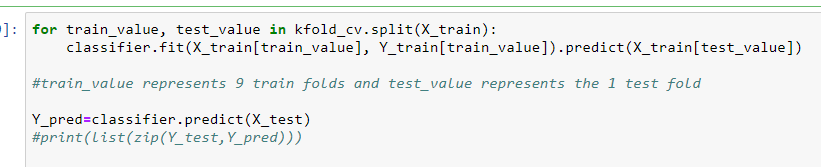 ]: for train_value, test_value in kfold_cv.split(X_train):
classifier.fit(X_train[train_value], Y_train[train_value]).predict(X_train[test_value])
#train_value represents 9 train folds and test_value represents the 1 test fold
Y_pred=classifier.predict(X_test)
#print(list(zip(Y_test,Y_pred)))